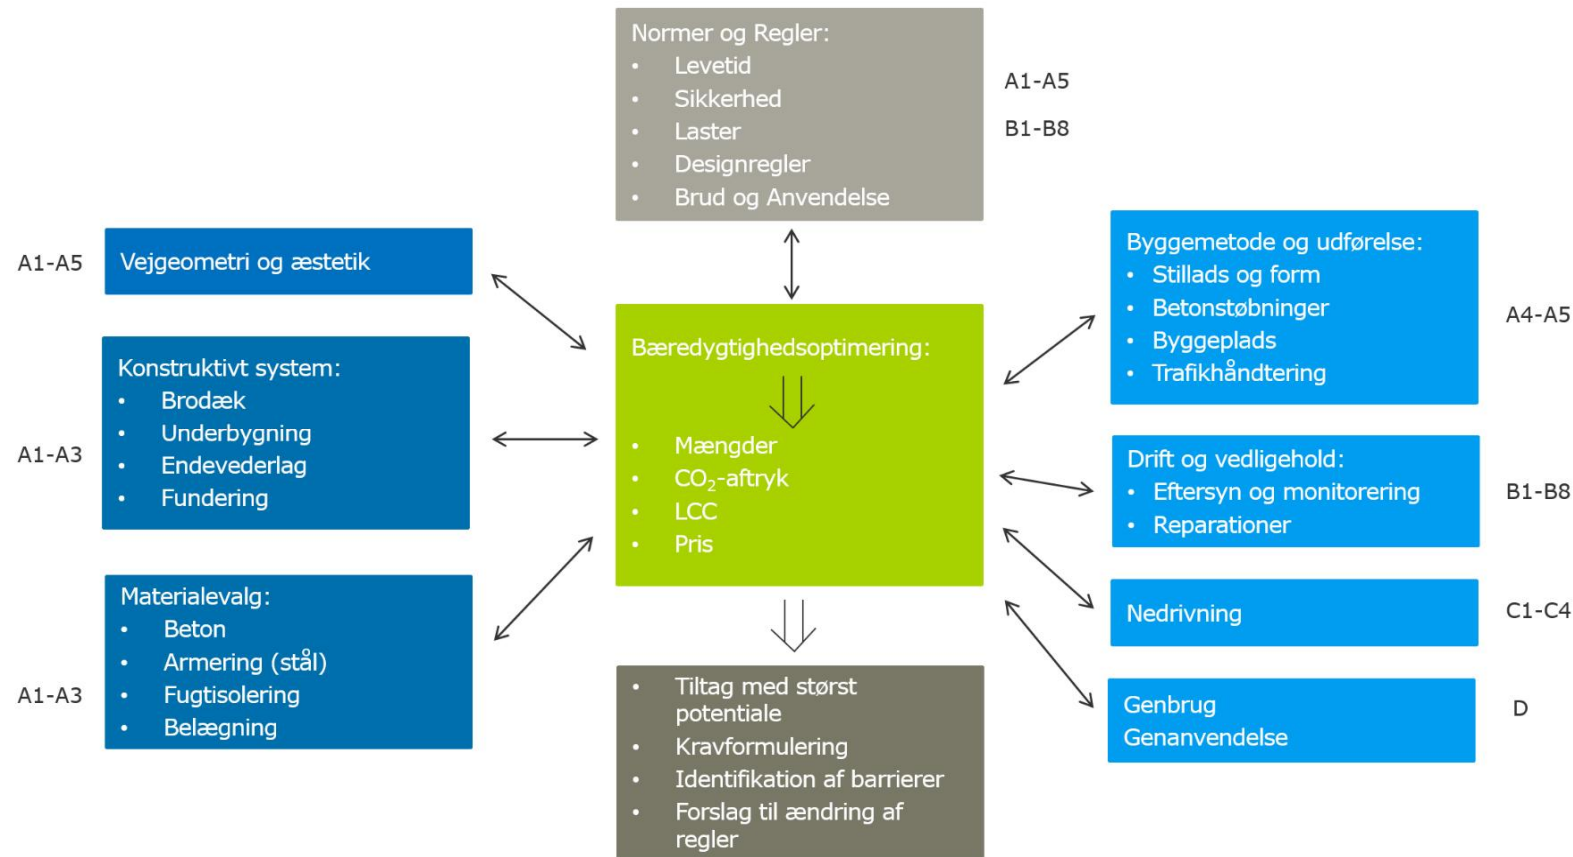 Normer og Regler:
• Levetid
• Sikkerhed
• Laster
• Designregler
• Brud og Anvendelse
A1-A5
B1-B8
A1-A5
Vejgeometri og æstetik
A1-A3
Konstruktivt system:
• Brodæk
• Underbygning
• Endevederlag
• Fundering
A1-A3
Materialevalg:
• Beton
• Armering (stål)
• Fugtisolering
• Belægning
Bæredygtighedsoptimering:
• Mængder
• CO₂-aftryk
• LCC
• Pris
• Tiltag med størst
potentiale
• Kravformulering
• Identifikation af barrierer
• Forslag til ændring af
regler
Byggemetode og udførelse:
• Stillads og form
• Betonstøbninger
• Byggeplads
• Trafikhåndtering
A4-A5
Drift og vedligehold:
• Eftersyn og monitorering
• Reparationer
B1-B8
Nedrivning
C1-C4
Genbrug
Genanvendelse
D